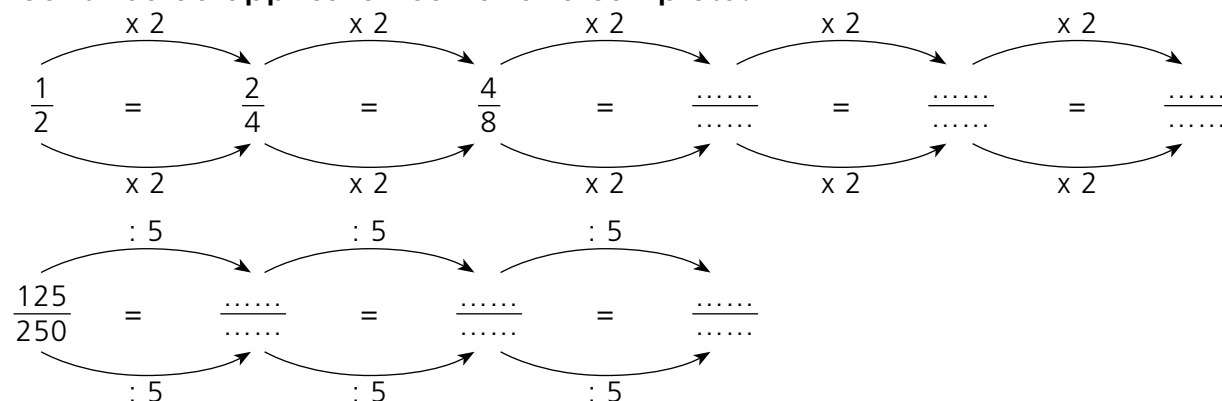 x 2 x 2 x 2 x 2 x 2
1/2 = 2/4 = 4/8 = ....../...... = ....../...... = ....../......
x 2 x 2 x 2 x 2 x 2
: 5 : 5 : 5
125/250 = ....../...... = ....../...... = ....../......
: 5 : 5 : 5